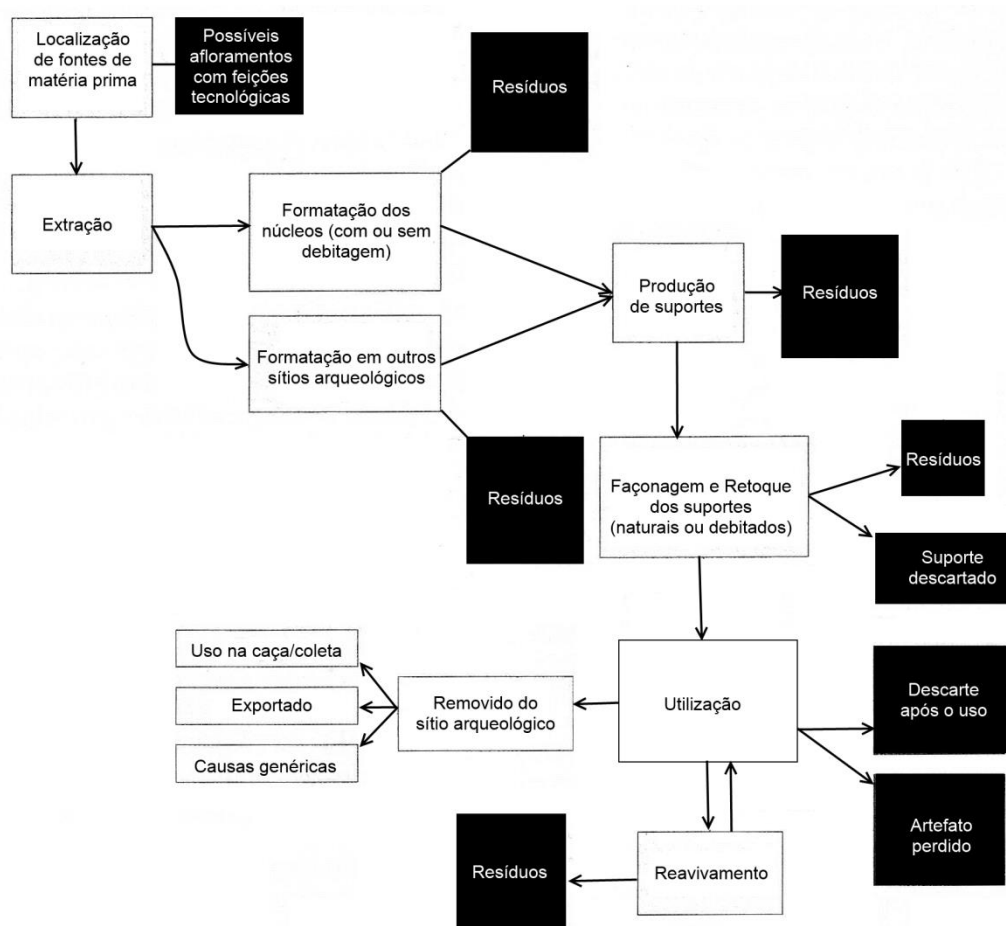 Localização
de fontes de
matéria prima
Possíveis
afloramentos
com feições
tecnológicas
Resíduos
Extração
Formatação dos
núcleos (com ou sem
debitagem)
Produção
de suportes
Resíduos
Formatação em outros
sítios arqueológicos
Resíduos
Façonagem e Retoque
dos suportes
(naturais ou debitados)
Resíduos
Suporte
descartado
Uso na caça/coleta
Exportado
Causas genéricas
Removido do
sítio arqueológico
Utilização
Descarte
após o uso
Artefato
perdido
Resíduos
Reavivamento